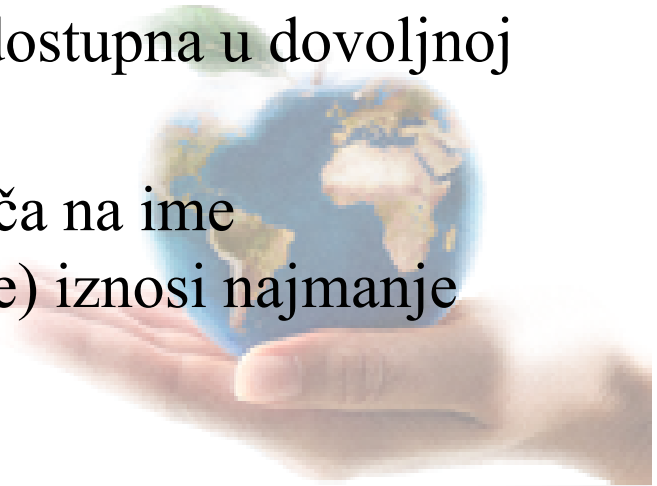 dostupna u dovoljnoj
ča na ime
e) iznosi najmanje